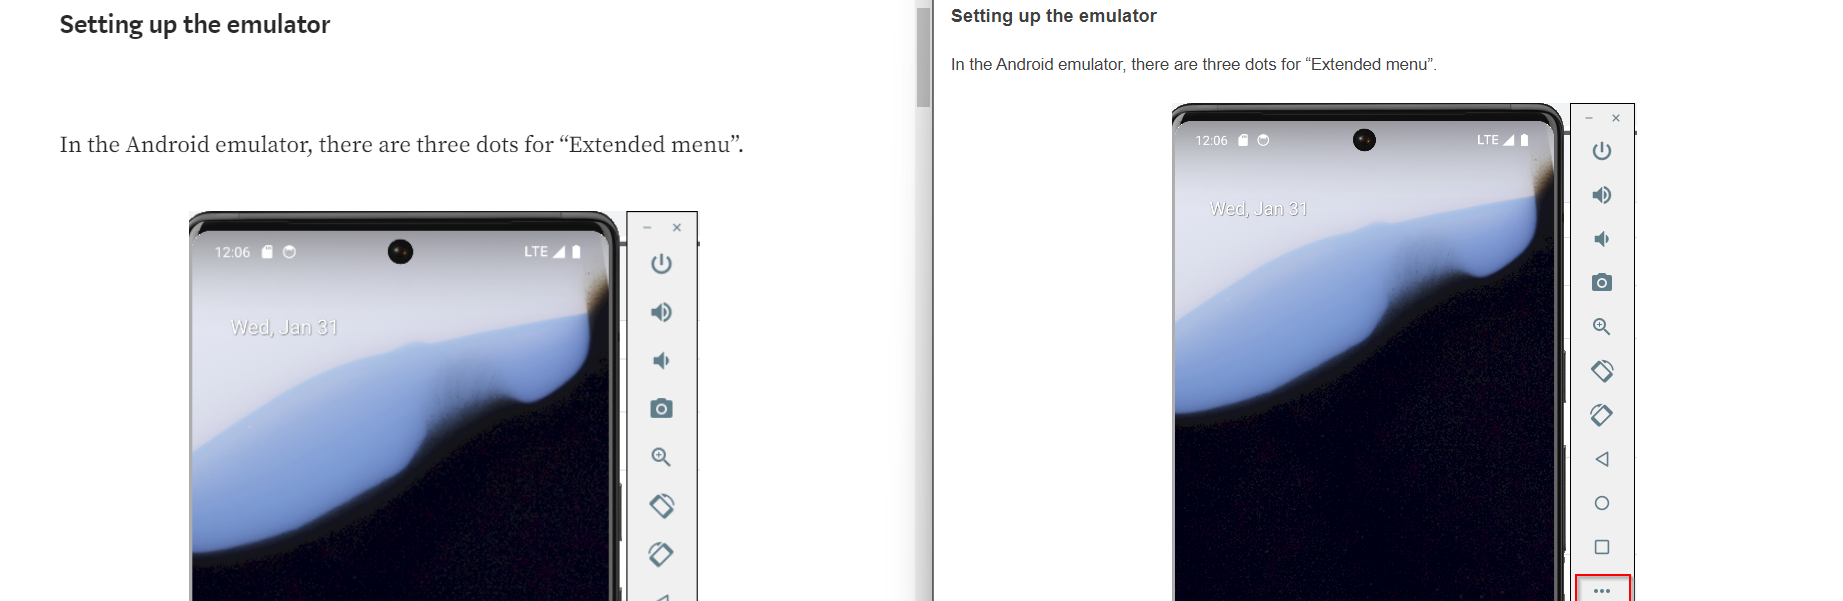 Setting up the emulator
In the Android emulator, there are three dots for “Extended menu”.
12:06 LTE
Wed, Jan 31
Setting up the emulator
In the Android emulator, there are three dots for “Extended menu”.
12:06 LTE
Wed, Jan 31